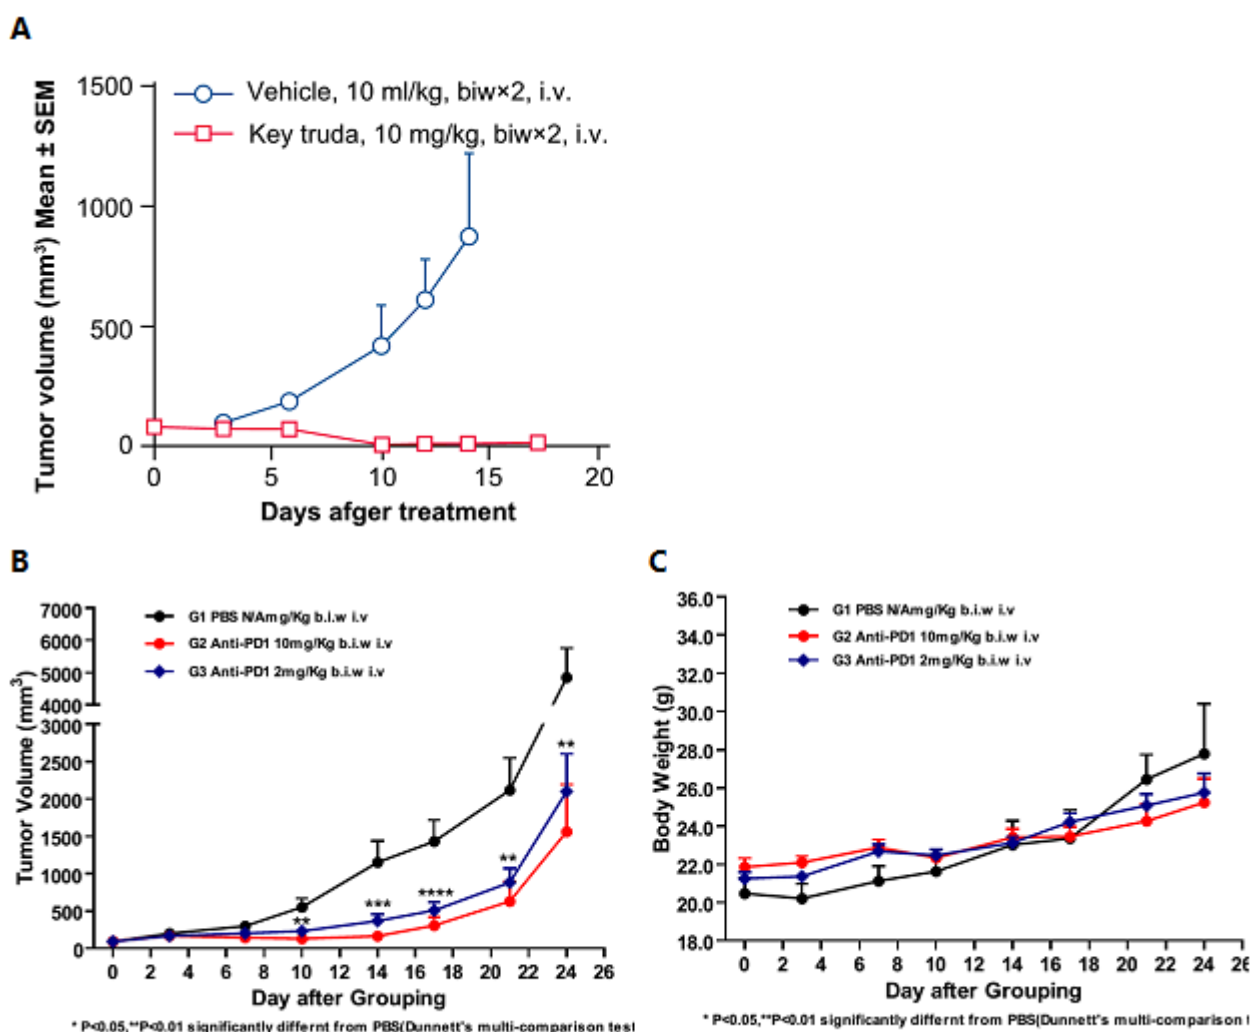 A
Tumor volume (mm³) Mean ± SEM
1500
1000
500
0
Vehicle, 10 ml/kg, biw×2, i.v.
Key truda, 10 mg/kg, biw×2, i.v.
0 5 10 15 20
Days afger treatment
B
Tumor Volume (mm³)
7000
6000
5000
4000
3000
2500
2000
1500
1000
500
0
G1 PBS N/Amg/Kg b.i.w i.v
G2 Anti-PD1 10mg/Kg b.i.w i.v
G3 Anti-PD1 2mg/Kg b.i.w i.v
** *** **** ** **
0 2 4 6 8 10 12 14 16 18 20 22 24 26
Day after Grouping
* P<0.05,**P<0.01 significantly differnt from PBS(Dunnett's multi-comparison test
C
Body Weight (g)
36.0
34.0
32.0
30.0
28.0
26.0
24.0
22.0
20.0
18.0
G1 PBS N/Amg/Kg b.i.w i.v
G2 Anti-PD1 10mg/Kg b.i.w i.v
G3 Anti-PD1 2mg/Kg b.i.w i.v
0 2 4 6 8 10 12 14 16 18 20 22 24 26
Day after Grouping
* P<0.05,**P<0.01 significantly differnt from PBS(Dunnett's multi-comparison